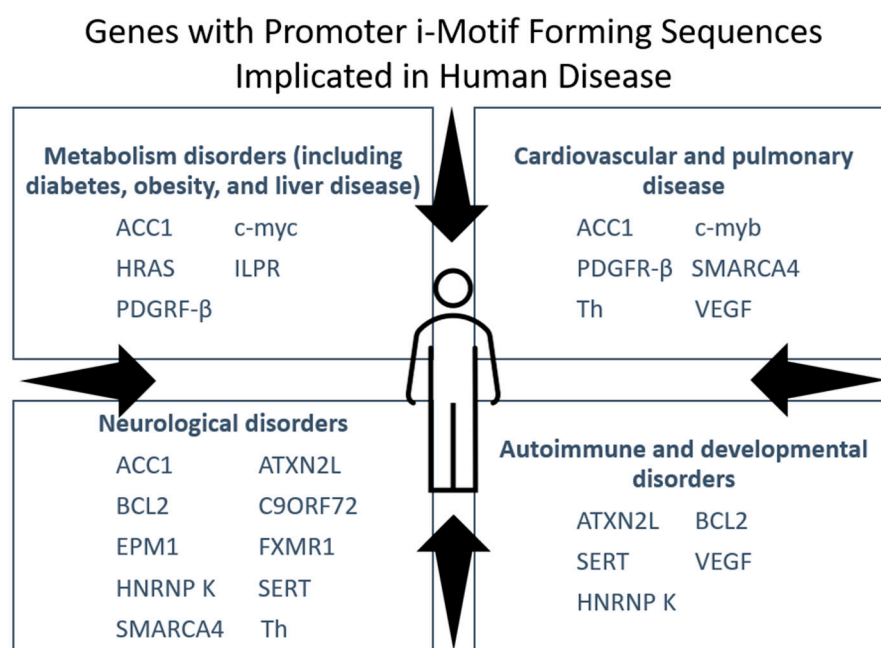 Genes with Promoter i-Motif Forming Sequences
Implicated in Human Disease
Metabolism disorders (including
diabetes, obesity, and liver disease)
ACC1 c-myc
HRAS ILPR
PDGRF-β
Cardiovascular and pulmonary
disease
ACC1 c-myb
PDGFR-β SMARCA4
Th VEGF
Neurological disorders
ACC1 ATXN2L
BCL2 C9ORF72
EPM1 FXMR1
HNRNP K SERT
SMARCA4 Th
Autoimmune and developmental
disorders
ATXN2L BCL2
SERT VEGF
HNRNP K